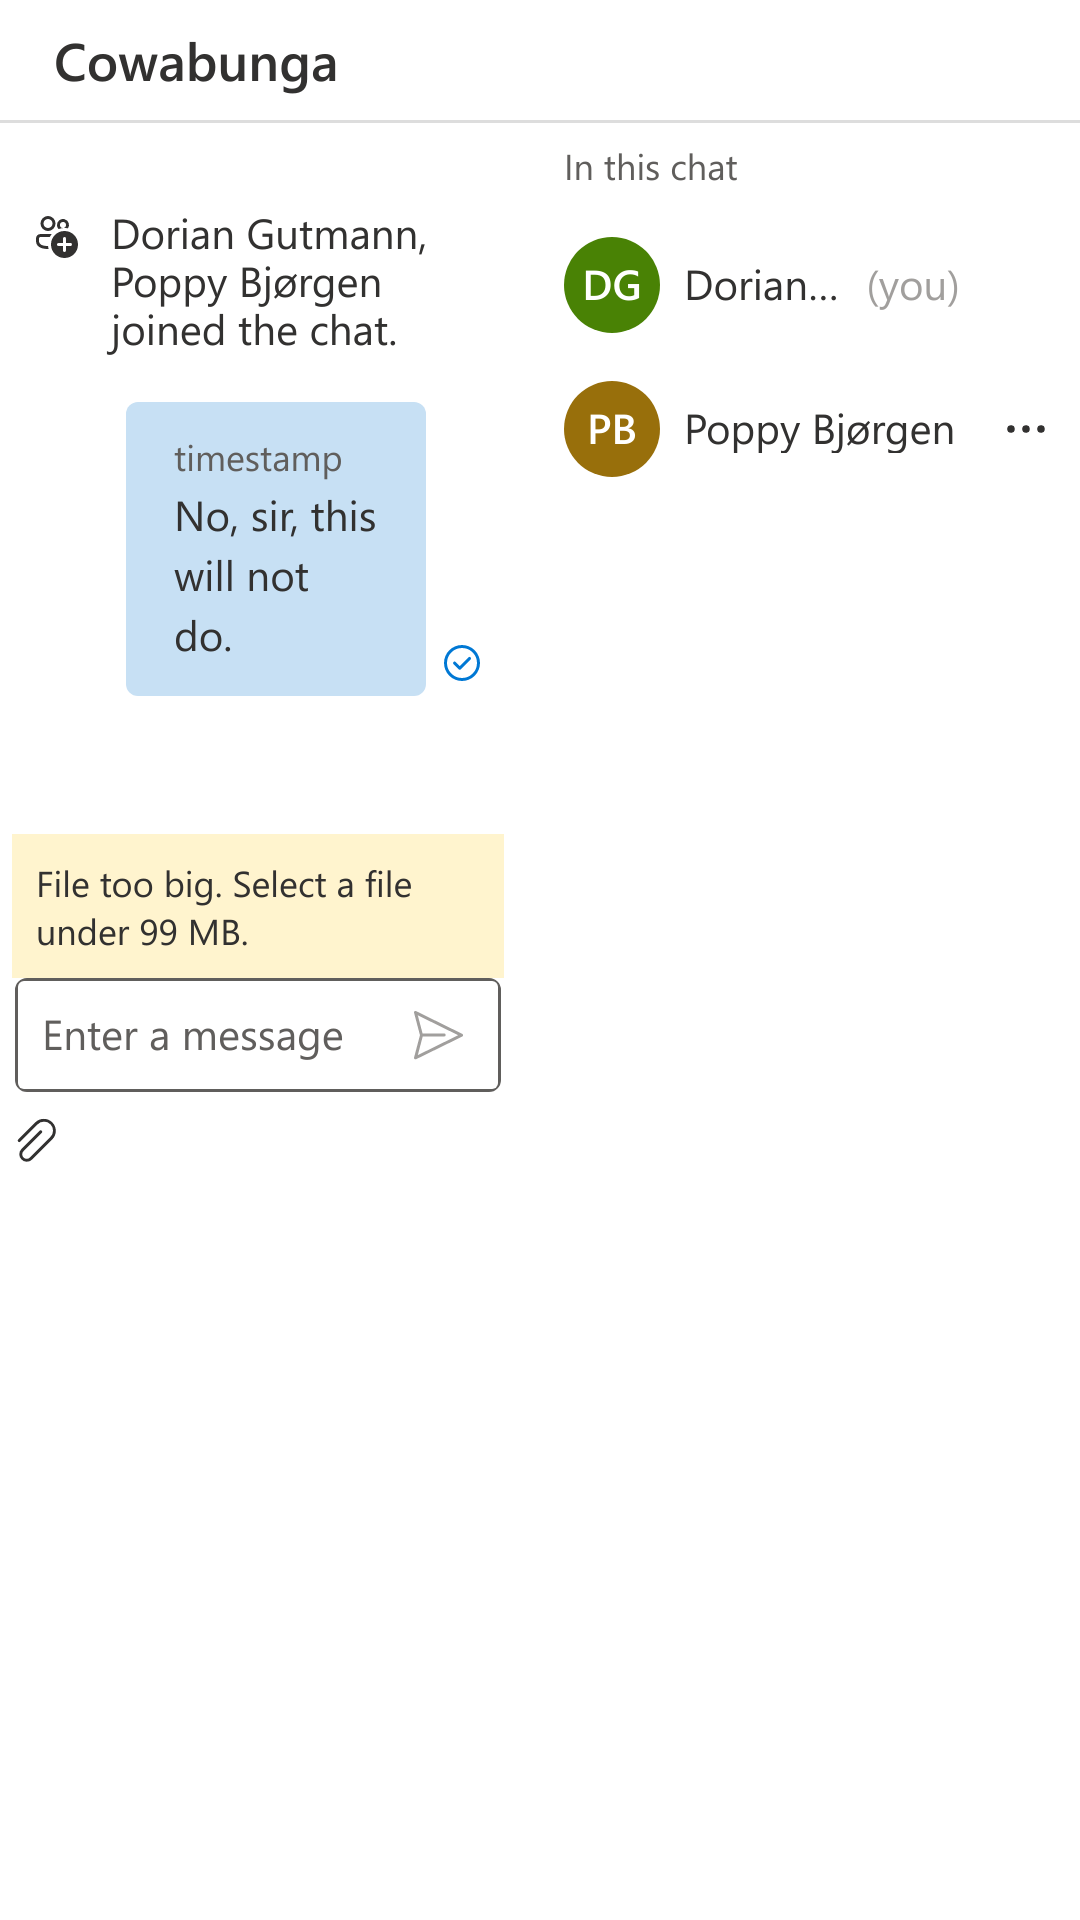 Cowabunga
Dorian Gutmann,
Poppy Bjørgen
joined the chat.
timestamp
No, sir, this
will not
do.
File too big. Select a file
under 99 MB.
Enter a message
In this chat
DG
Dorian... (you)
PB
Poppy Bjørgen